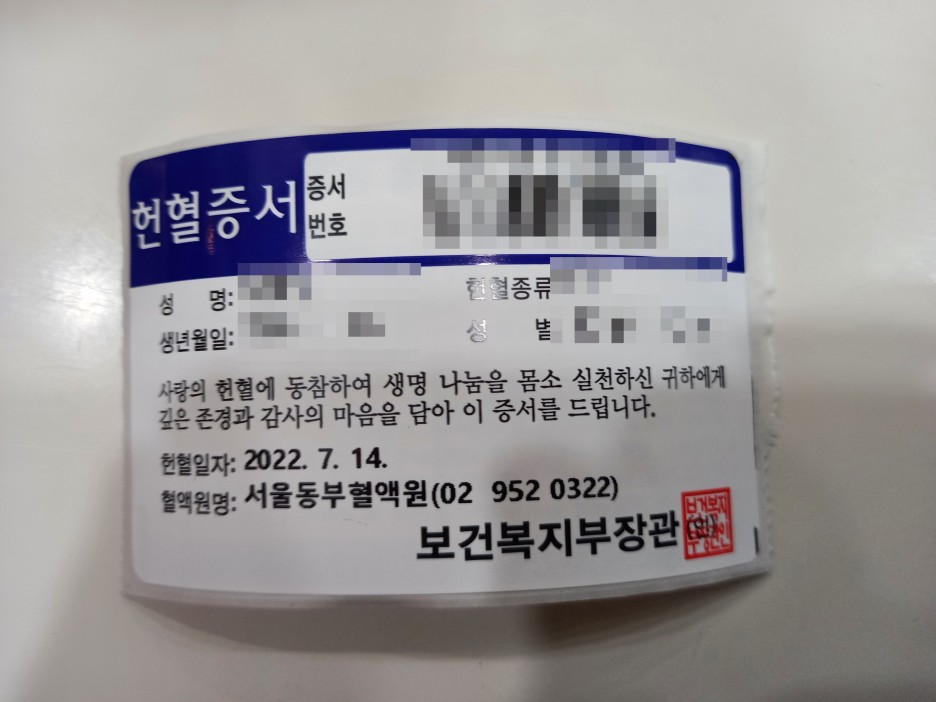 헌혈증서
증서
번호
성 명:
헌혈종류
생년월일:
성 별
사랑의 헌혈에 동참하여 생명 나눔을 몸소 실천하신 귀하에게
깊은 존경과 감사의 마음을 담아 이 증서를 드립니다.
헌혈일자: 2022. 7. 14.
혈액원명: 서울동부혈액원(02 952 0322)
보건복지부장관